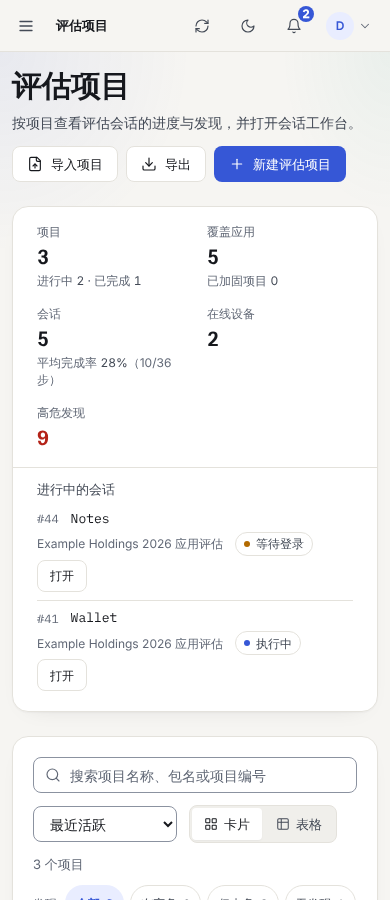 评估项目
2
D
评估项目
按项目查看评估会话的进度与发现，并打开会话工作台。
导入项目
导出
新建评估项目
项目
覆盖应用
3
5
进行中 2 · 已完成 1
已加固项目 0
会话
在线设备
5
2
平均完成率 28%（10/36
步）
高危发现
9
进行中的会话
#44 Notes
Example Holdings 2026 应用评估
等待登录
打开
#41 Wallet
Example Holdings 2026 应用评估
执行中
打开
搜索项目名称、包名或项目编号
最近活跃
卡片
表格
3 个项目